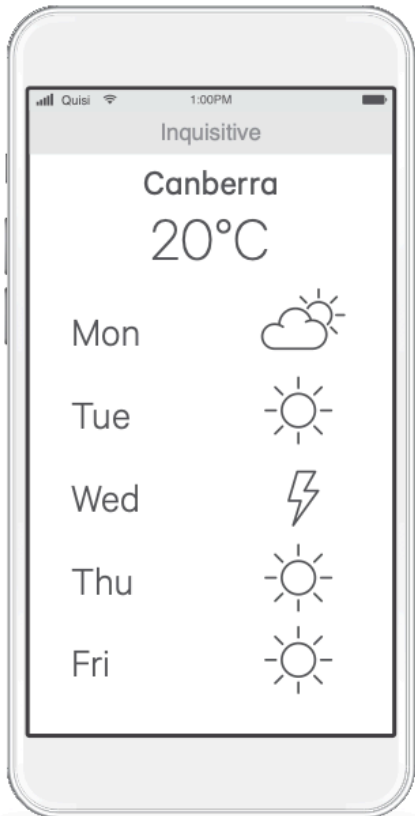 Quisi 1:00PM
Inquisitive
Canberra
20°C
Mon
Tue
Wed
Thu
Fri